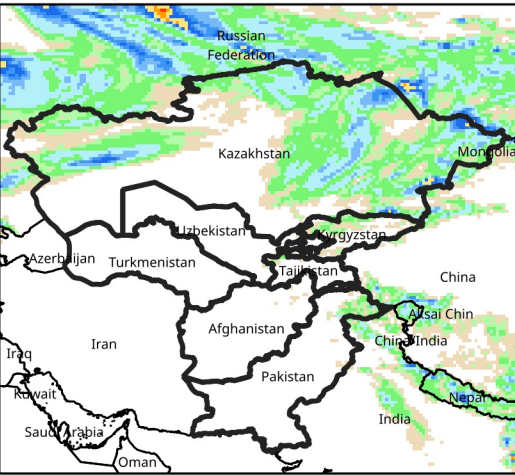 Russian
Federation
Kazakhstan
Mongolia
Uzbekistan
Kyrgyzstan
Azerbaijan
Turkmenistan
Tajikistan
China
Aksai Chin
Afghanistan
Iran
China/India
Iraq
Pakistan
Kuwait
Nepal
India
Saudi Arabia
Oman